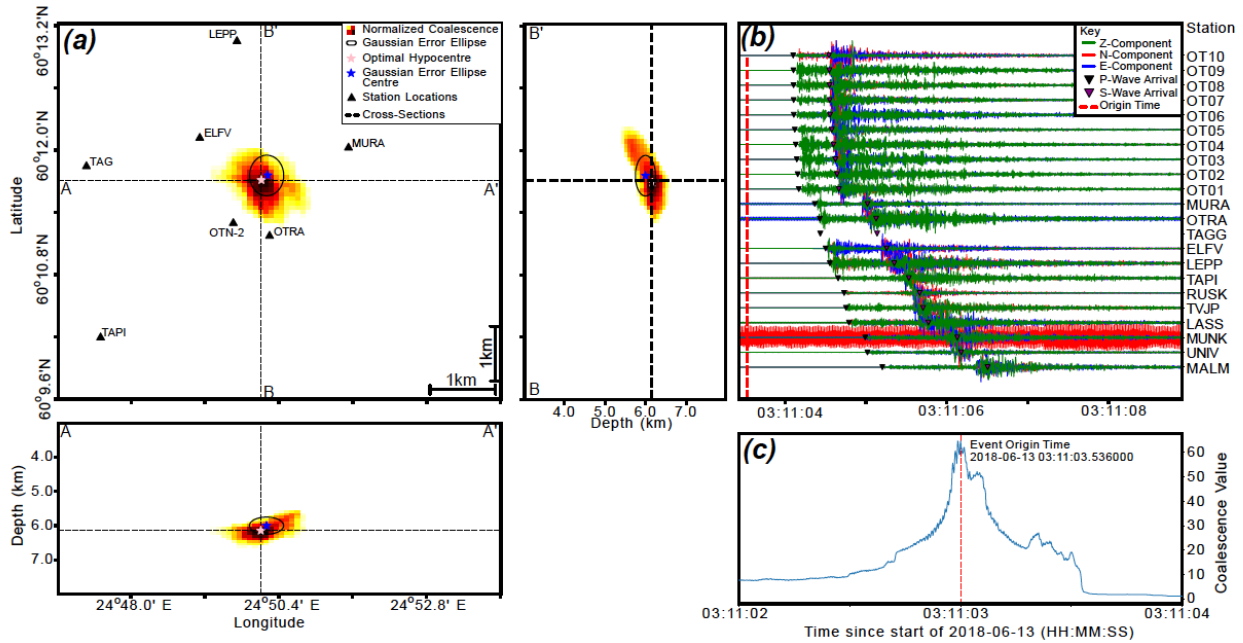 (a)
LEPP
B'
Normalized Coalescence
Gaussian Error Ellipse
Optimal Hypocentre
Gaussian Error Ellipse
Centre
Station Locations
Cross-Sections
ELFV
MURA
TAG
A
A'
OTN-2
OTRA
TAPI
1km
1km
B
60°13.2'N
60°12.0'N
60°10.8'N
60°9.6'N
Latitude
B'
B
4.0 5.0 6.0 7.0
Depth (km)
(b)
Station
Key
Z-Component
N-Component
E-Component
P-Wave Arrival
S-Wave Arrival
Origin Time
OT10
OT09
OT08
OT07
OT06
OT05
OT04
OT03
OT02
OT01
MURA
OTRA
TAGG
ELFV
LEPP
TAPI
RUSK
TVJP
LASS
MUNK
UNIV
MALM
03:11:04 03:11:06 03:11:08
A
A'
4.0
5.0
6.0
7.0
Depth (km)
24°48.0' E 24°50.4' E 24°52.8' E
Longitude
(c)
Event Origin Time
2018-06-13 03:11:03.536000
60
50
40
30
20
10
0
Coalescence Value
03:11:02 03:11:03 03:11:04
Time since start of 2018-06-13 (HH:MM:SS)